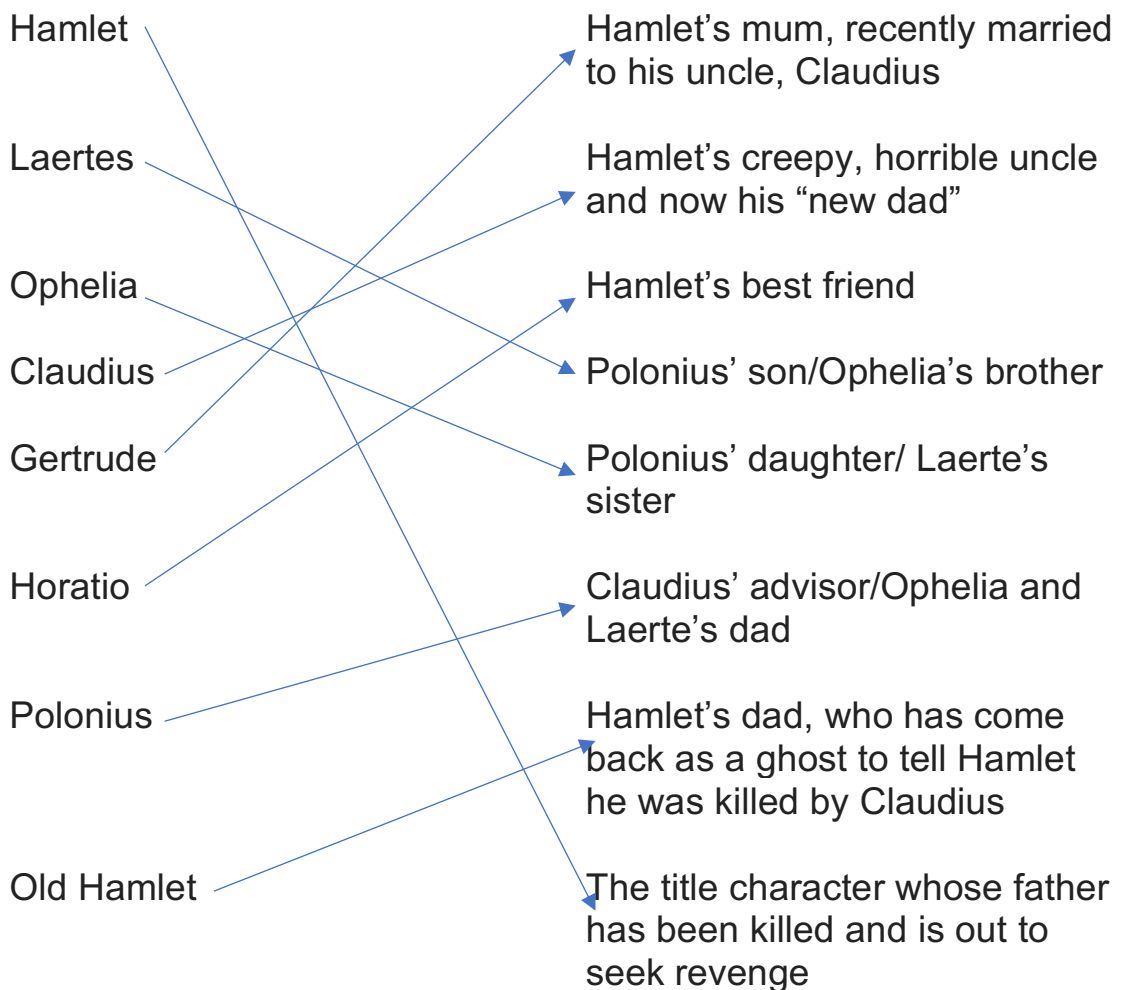 Hamlet
Laertes
Ophelia
Claudius
Gertrude
Horatio
Polonius
Old Hamlet
Hamlet’s mum, recently married
to his uncle, Claudius
Hamlet’s creepy, horrible uncle
and now his “new dad”
Hamlet’s best friend
Polonius’ son/Ophelia’s brother
Polonius’ daughter/ Laerte’s
sister
Claudius’ advisor/Ophelia and
Laerte’s dad
Hamlet’s dad, who has come
back as a ghost to tell Hamlet
he was killed by Claudius
The title character whose father
has been killed and is out to
seek revenge